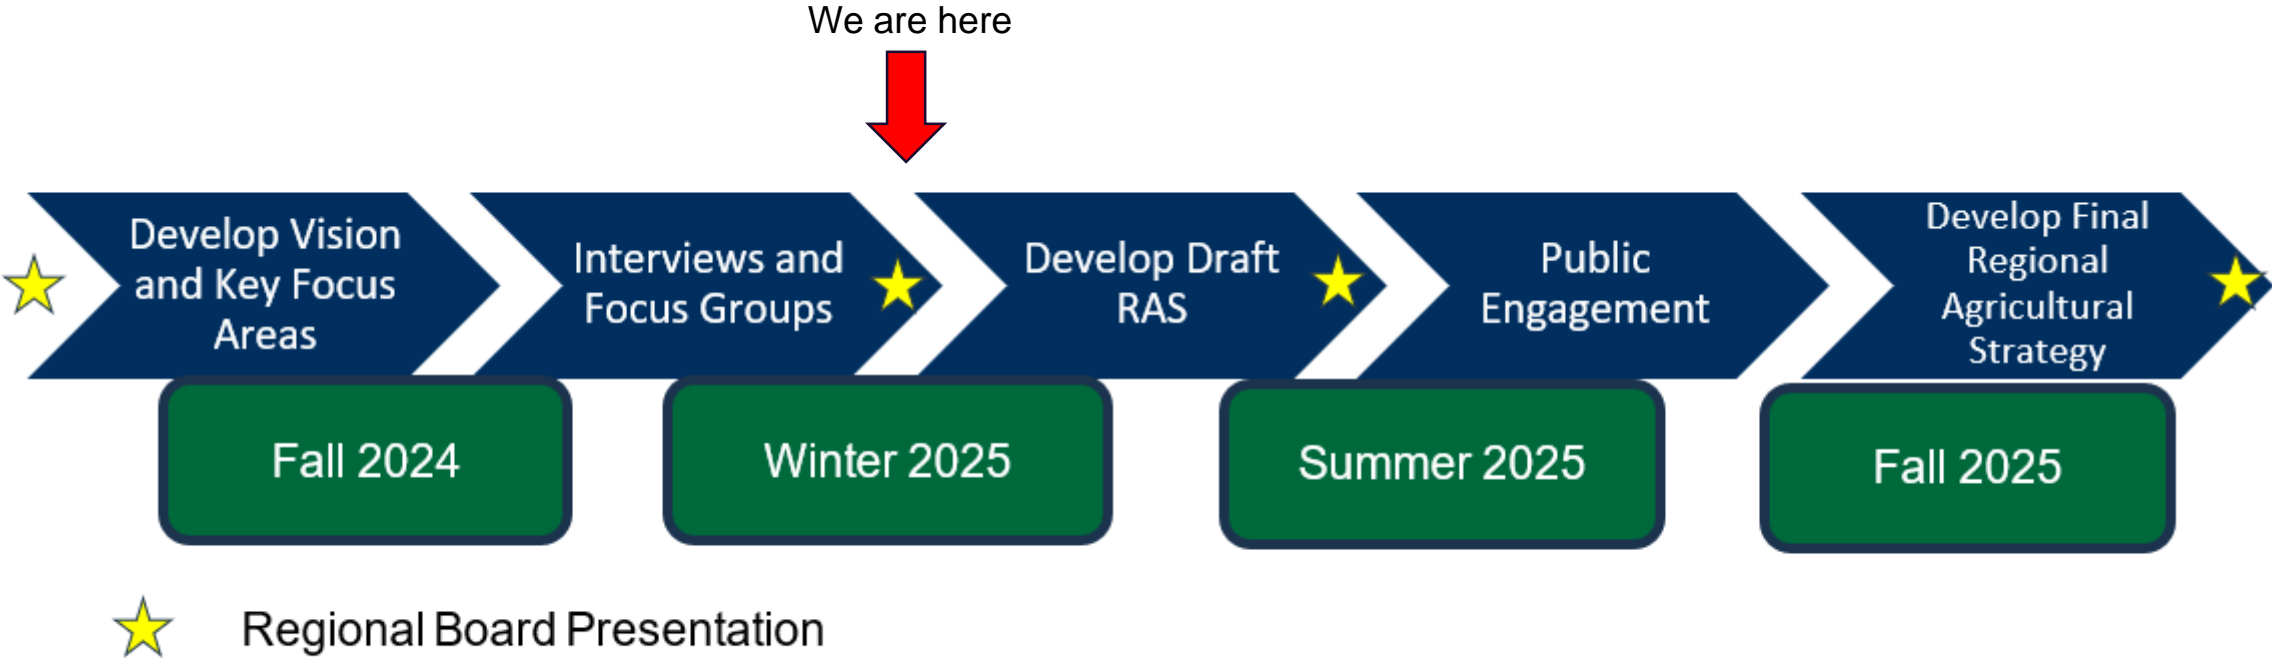 We are here
Develop Vision
and Key Focus
Areas
Interviews and
Focus Groups
Develop Draft
RAS
Public
Engagement
Develop Final
Regional
Agricultural
Strategy
Fall 2024
Winter 2025
Summer 2025
Fall 2025
Regional Board Presentation